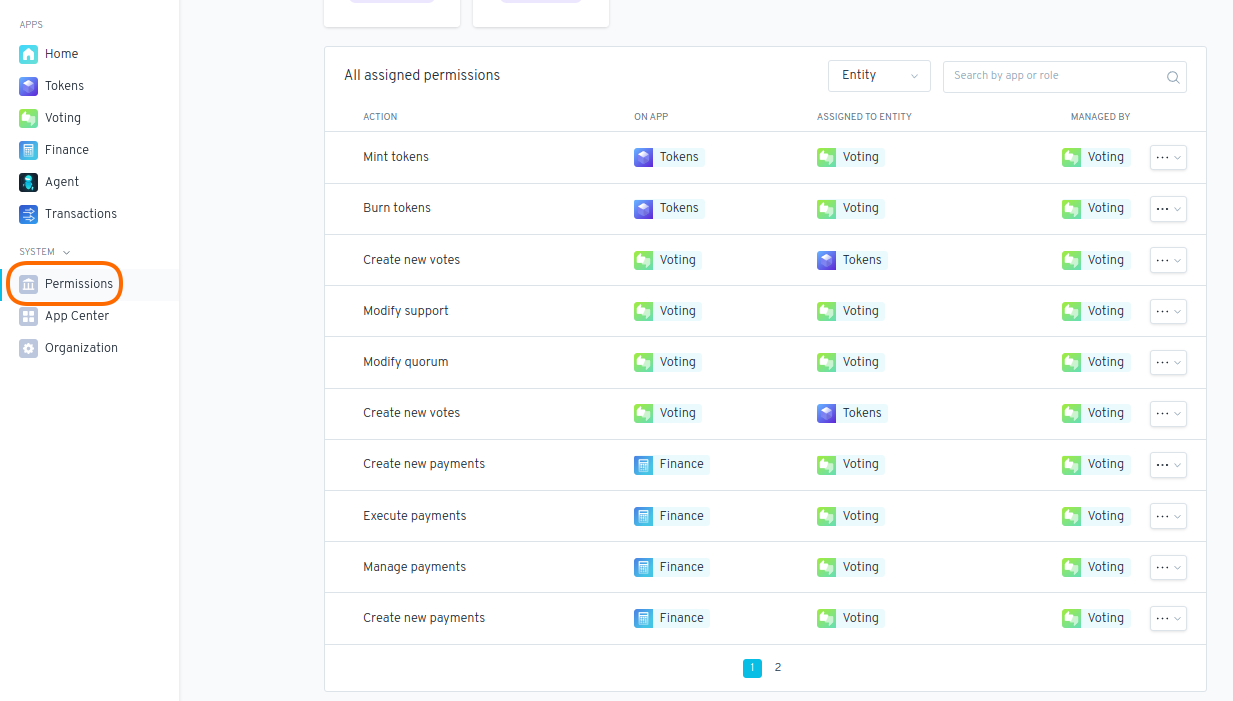 APPS
Home
Tokens
Voting
Finance
Agent
Transactions
SYSTEM
Permissions
App Center
Organization
All assigned permissions
Entity
Search by app or role
ACTION ON APP ASSIGNED TO ENTITY MANAGED BY
Mint tokens Tokens Voting Voting
Burn tokens Tokens Voting Voting
Create new votes Voting Tokens Voting
Modify support Voting Voting Voting
Modify quorum Voting Voting Voting
Create new votes Voting Tokens Voting
Create new payments Finance Voting Voting
Execute payments Finance Voting Voting
Manage payments Finance Voting Voting
Create new payments Finance Voting Voting
1 2